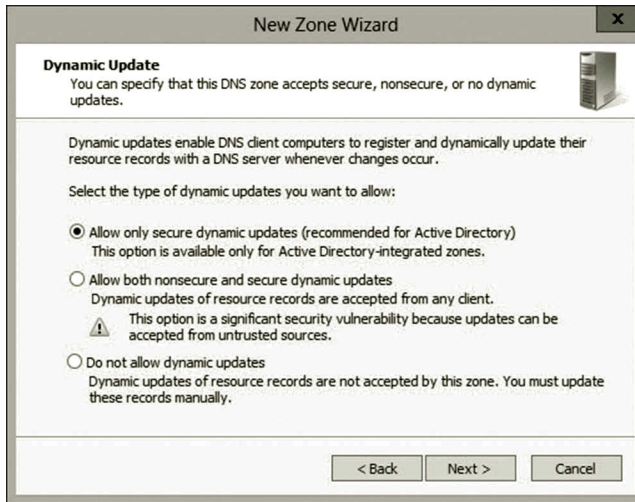 New Zone Wizard
x
Dynamic Update
You can specify that this DNS zone accepts secure, nonsecure, or no dynamic
updates.
Dynamic updates enable DNS client computers to register and dynamically update their
resource records with a DNS server whenever changes occur.
Select the type of dynamic updates you want to allow:
Allow only secure dynamic updates (recommended for Active Directory)
This option is available only for Active Directory-integrated zones.
Allow both nonsecure and secure dynamic updates
Dynamic updates of resource records are accepted from any client.
This option is a significant security vulnerability because updates can be
accepted from untrusted sources.
Do not allow dynamic updates
Dynamic updates of resource records are not accepted by this zone. You must update
these records manually.
< Back
Next >
Cancel